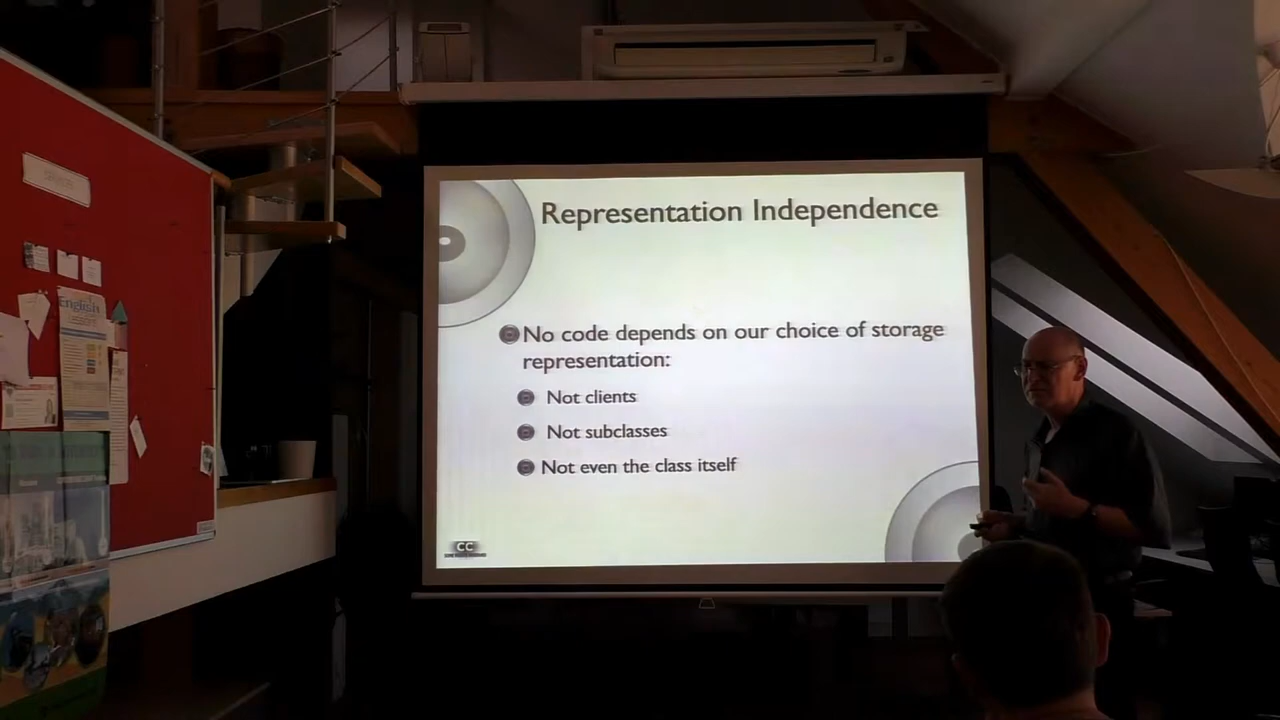 Representation Independence
No code depends on our choice of storage
representation:
Not clients
Not subclasses
Not even the class itself
CC
English